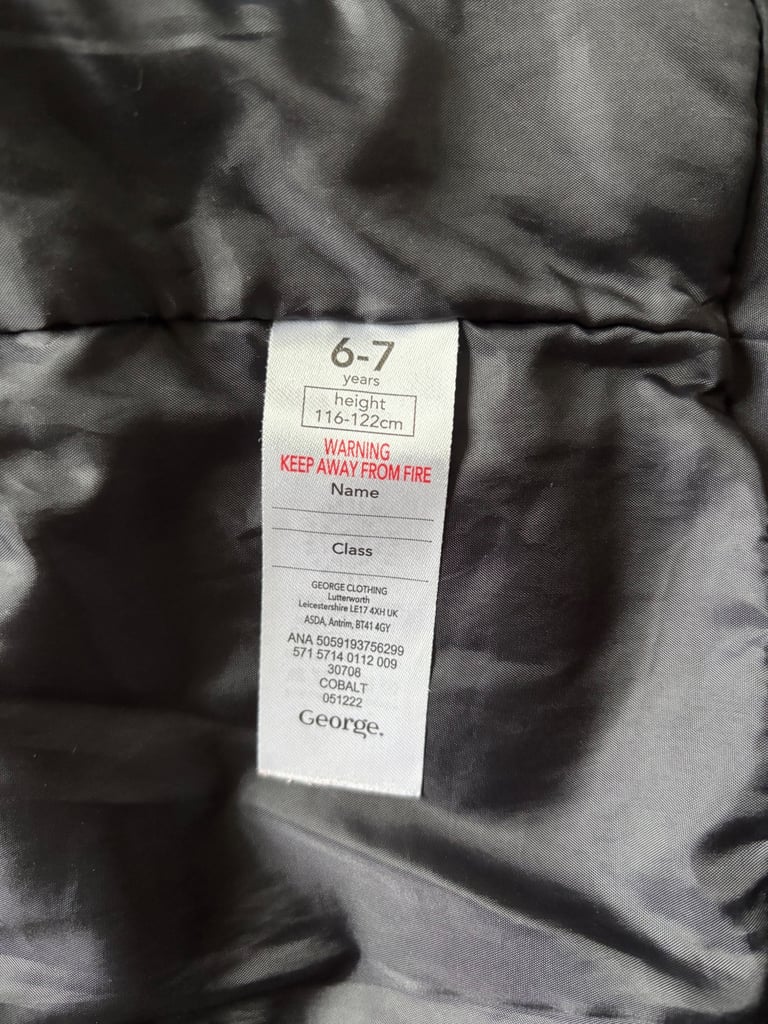 6-7
years
height
116-122cm
WARNING
KEEP AWAY FROM FIRE
Name
Class
GEORGE CLOTHING
Lutterworth
Leicestershire LE17 4XH UK
ASDA, Antrim, BT41 4GY
ANA 5059193756299
571 5714 0112 009
30708
COBALT
051222
George.